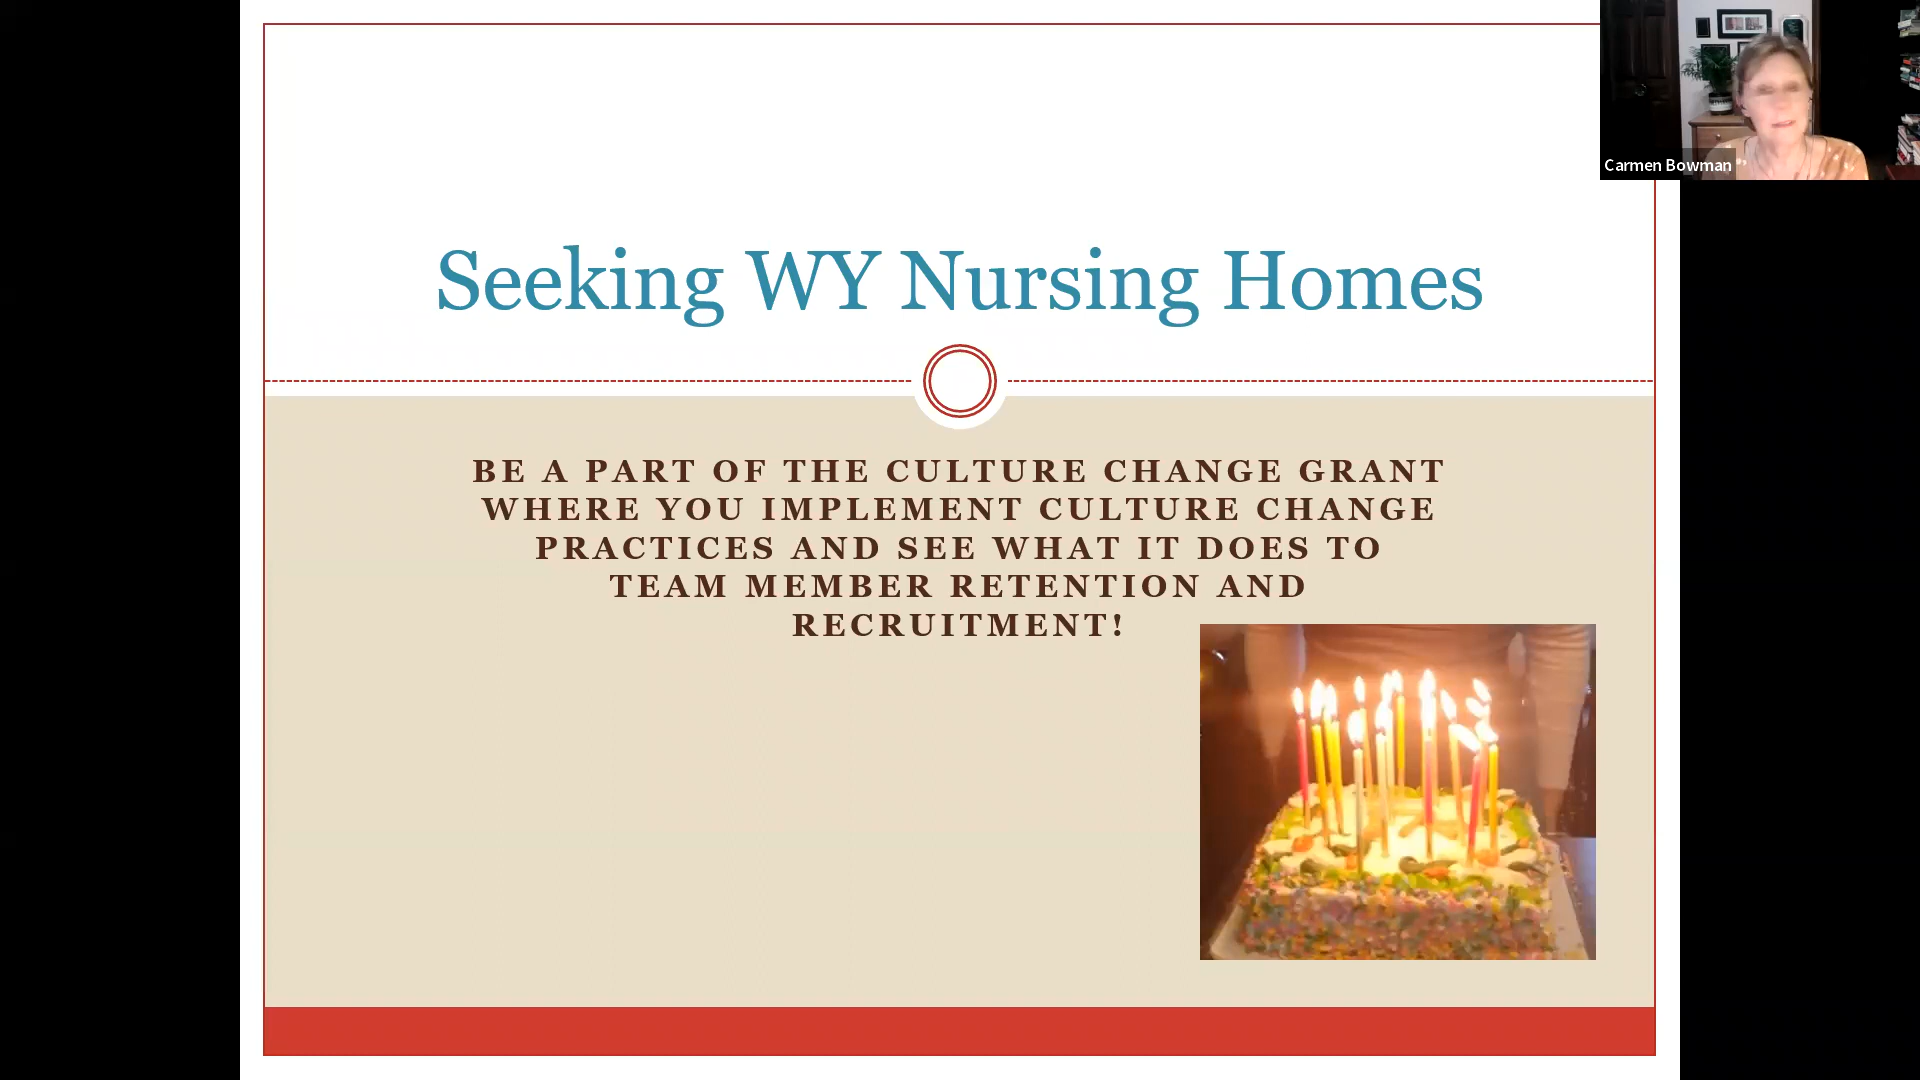 Carmen Bowman
Seeking WY Nursing Homes
BE A PART OF THE CULTURE CHANGE GRANT
WHERE YOU IMPLEMENT CULTURE CHANGE
PRACTICES AND SEE WHAT IT DOES TO
TEAM MEMBER RETENTION AND
RECRUITMENT!